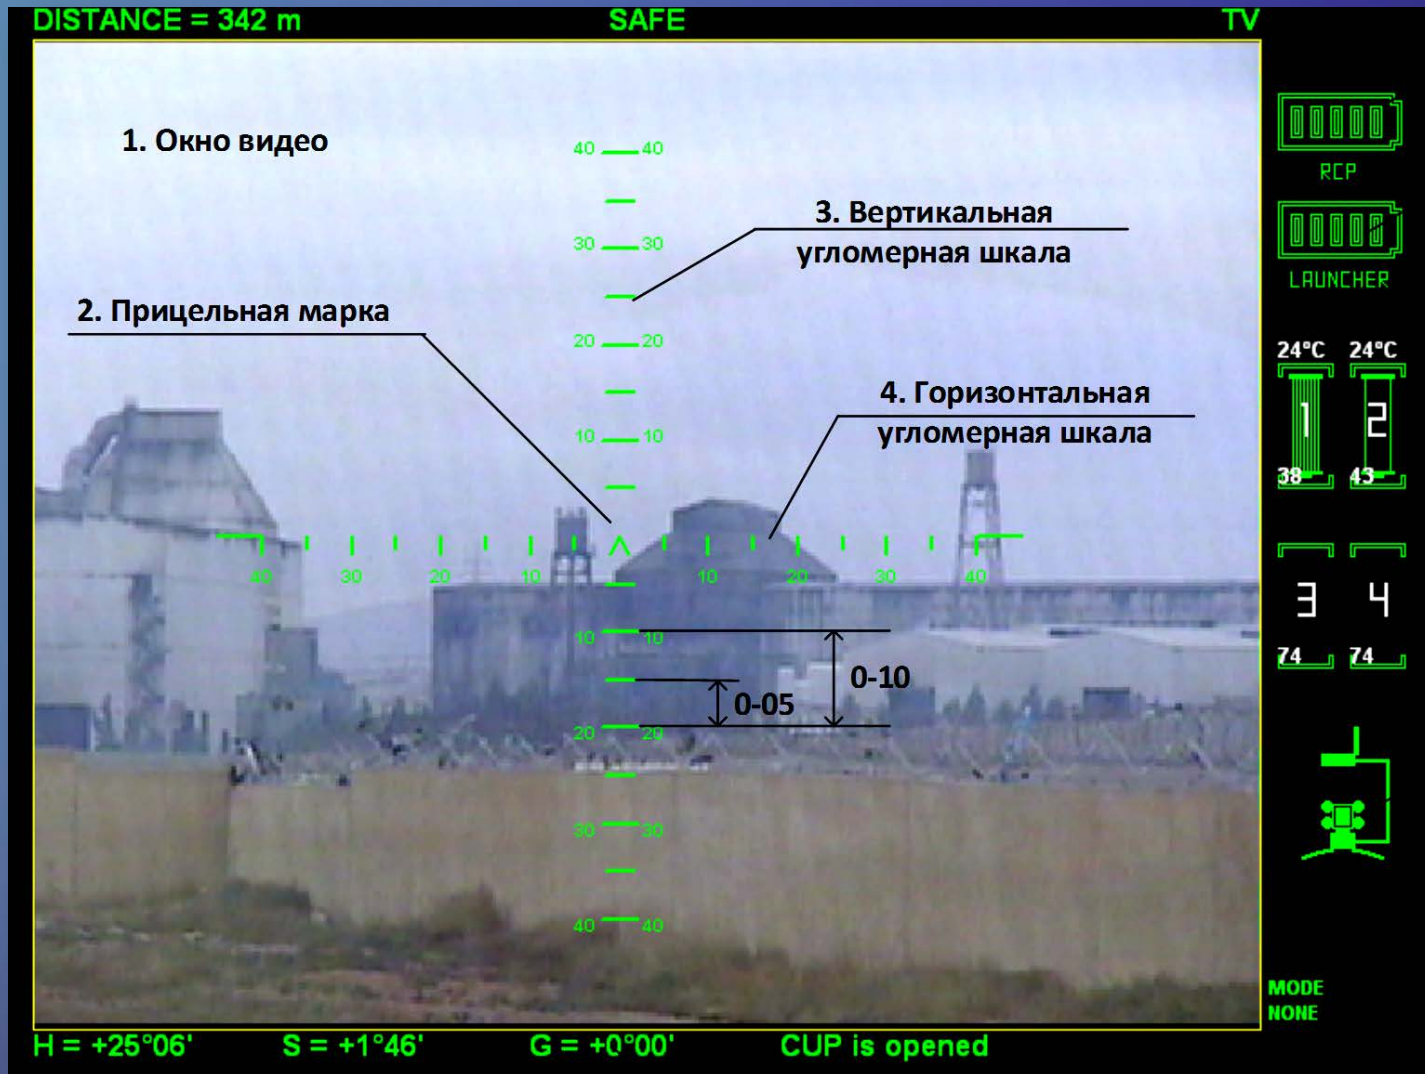 DISTANCE = 342 m
SAFE
TV
1. Окно видео
40 40
3. Вертикальная
угломерная шкала
30 30
2. Прицельная марка
20 20
4. Горизонтальная
угломерная шкала
10 10
40 30 20 10 10 20 30 40
10 10
0-10
0-05
20 20
30 30
40 40
RCP
LAUNCHER
24°C 24°C
1 2
38 43
3 4
74 74
MODE
NONE
H = +25°06'
S = +1°46'
G = +0°00'
CUP is opened